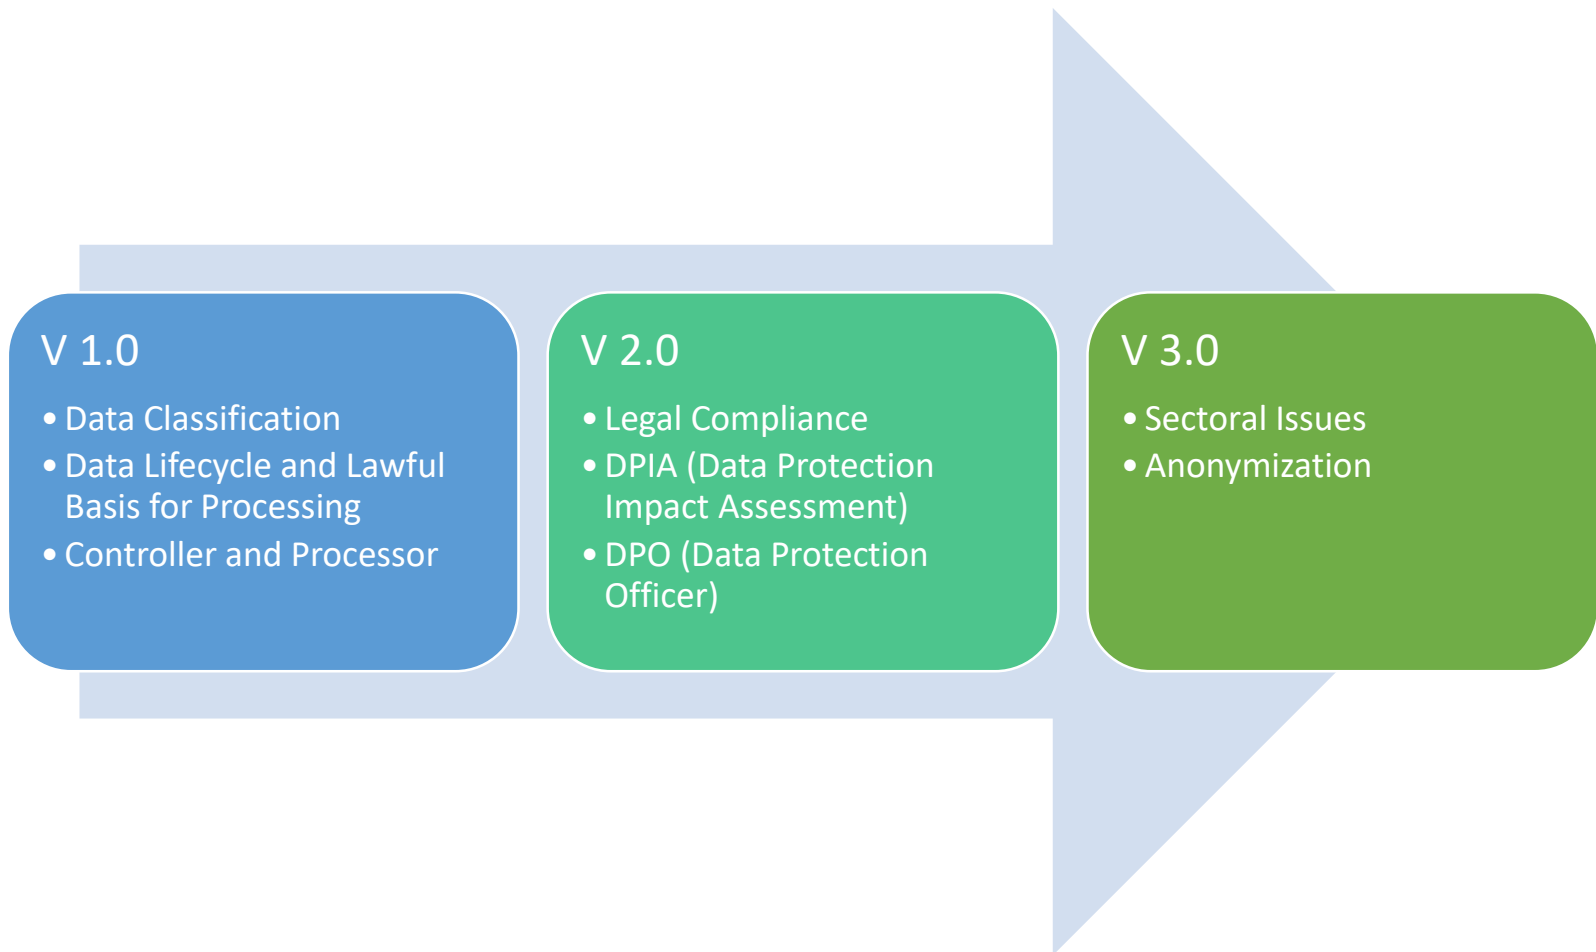 V 1.0
• Data Classification
• Data Lifecycle and Lawful
Basis for Processing
• Controller and Processor
V 2.0
• Legal Compliance
• DPIA (Data Protection
Impact Assessment)
• DPO (Data Protection
Officer)
V 3.0
• Sectoral Issues
• Anonymization